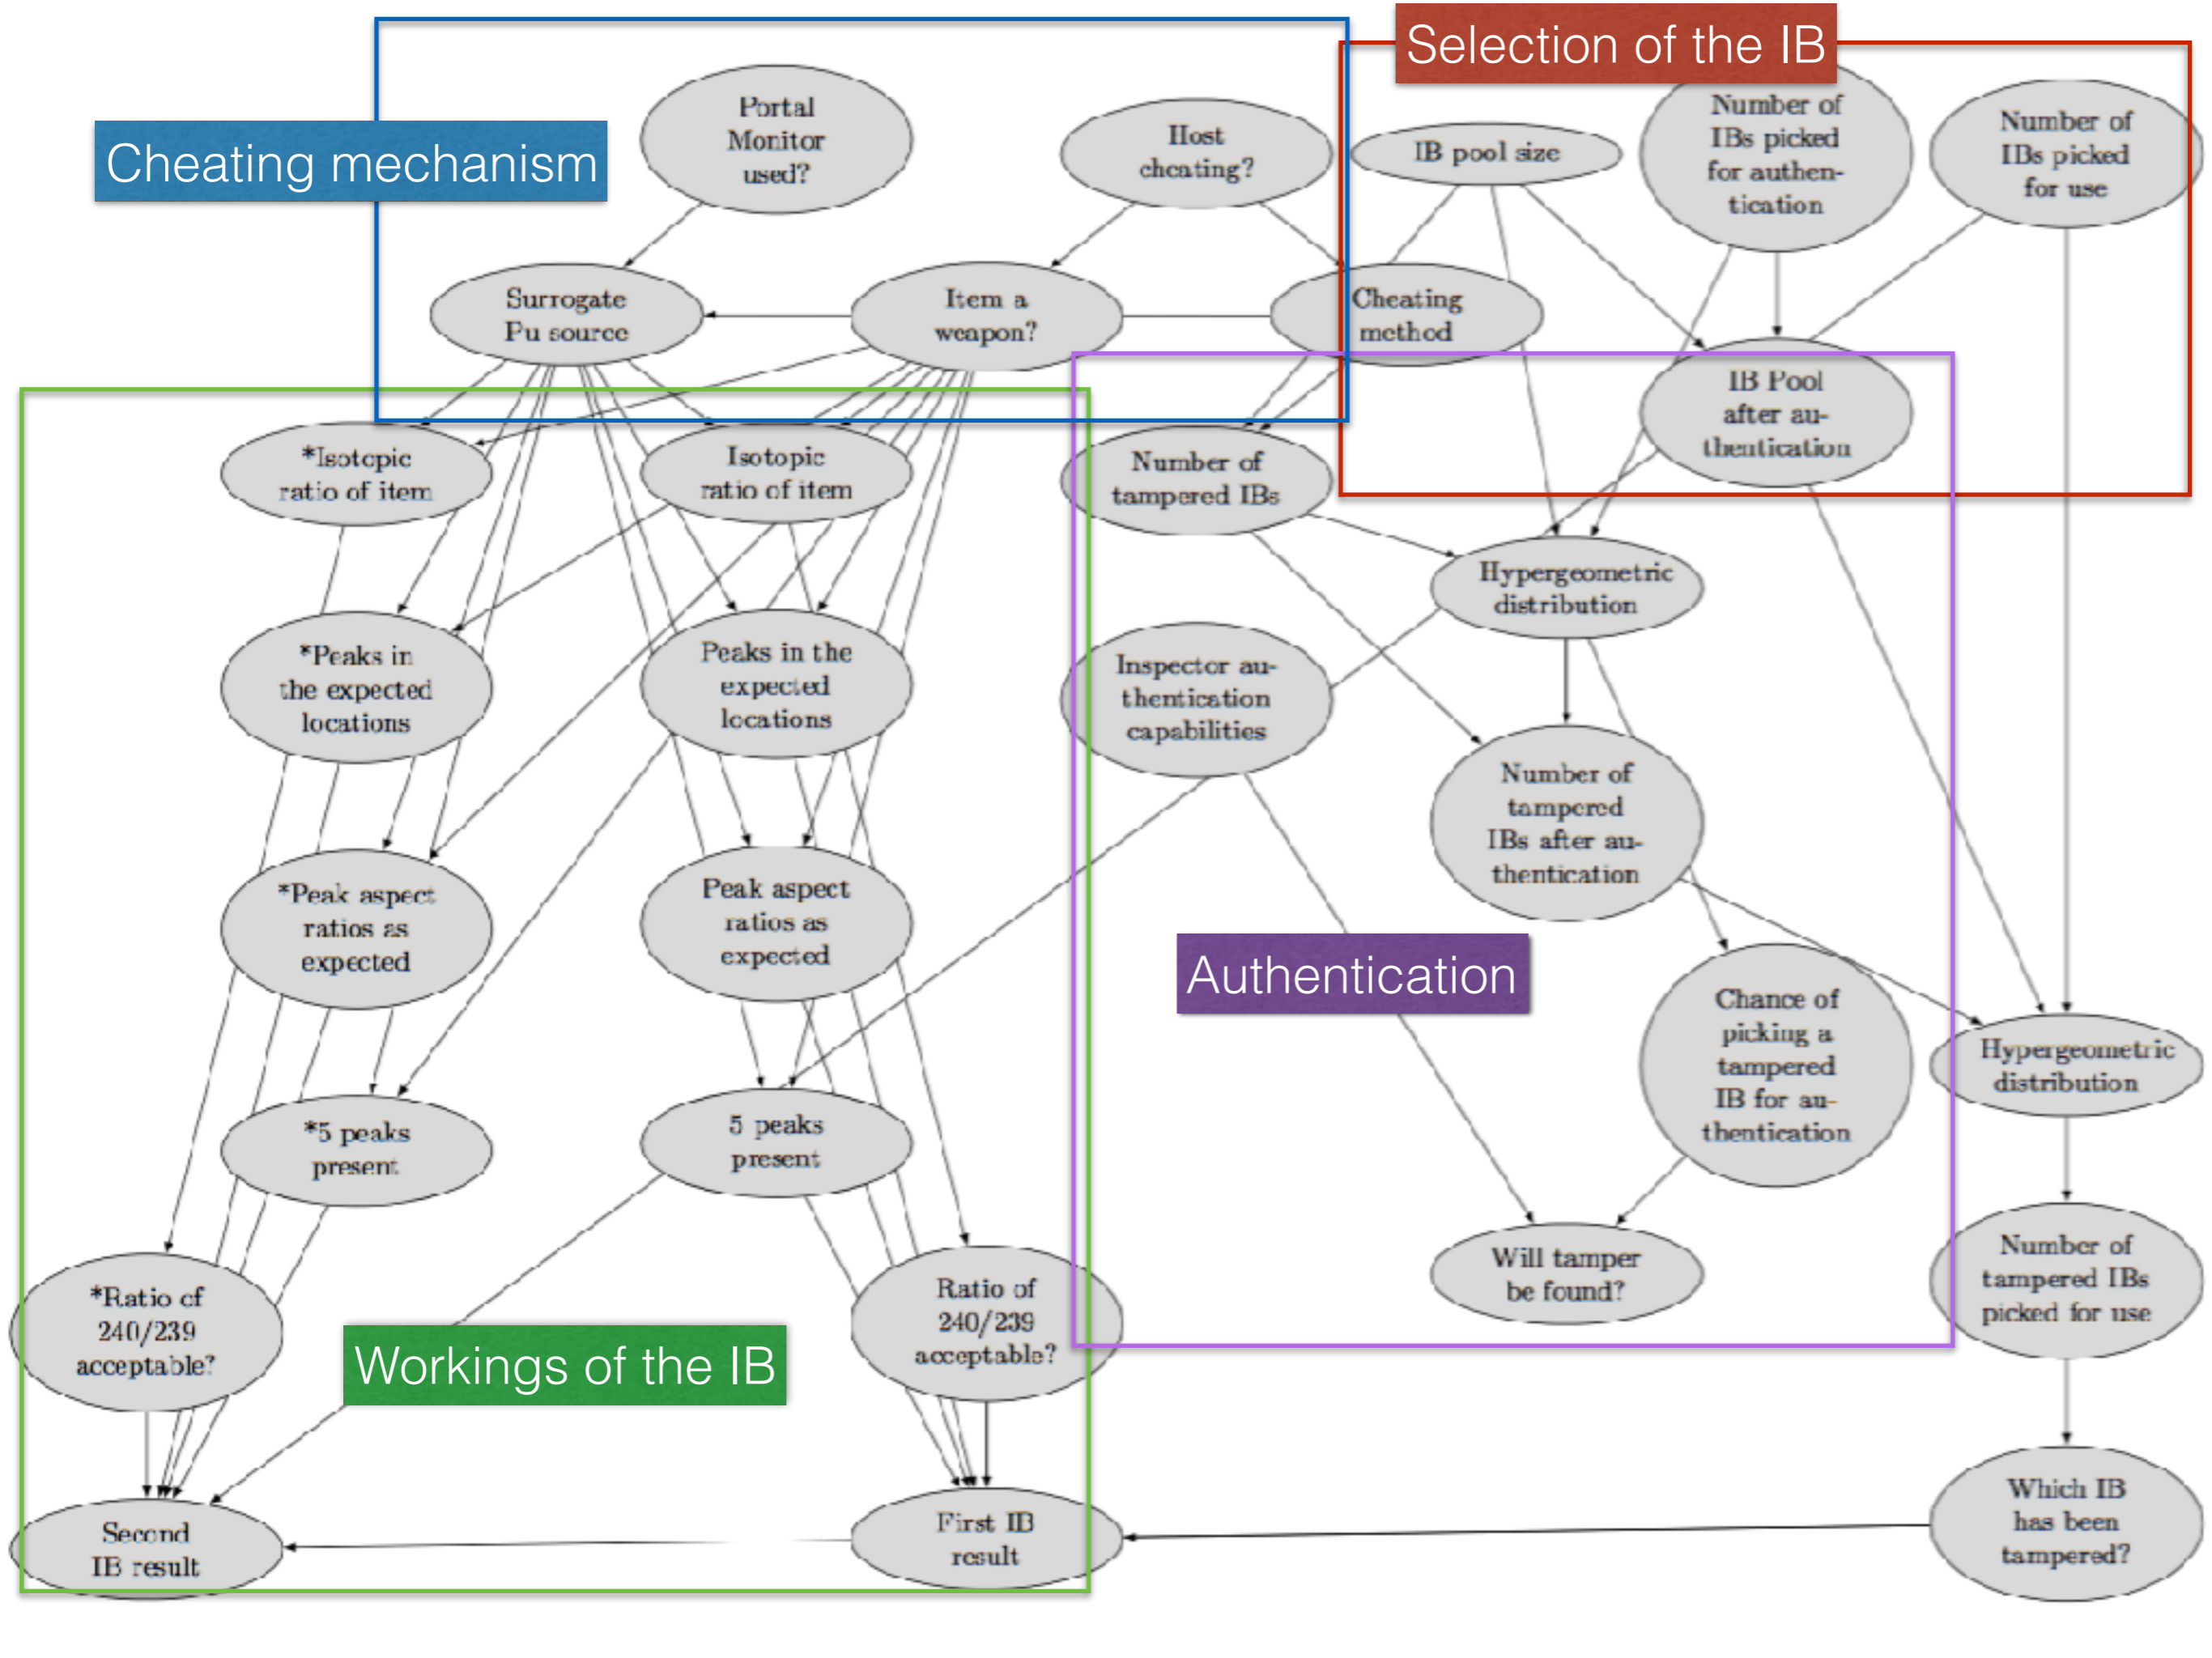 Selection of the IB
Cheating mechanism
Portal
Monitor
used?
Host
cheating?
IB pool size
Number of
IBs picked
for authen-
tication
Number of
IBs picked
for use
Surrogate
Pu source
Item a
weapon?
Cheating
method
IB Pool
after au-
thentication
*Isotopic
ratio of item
Isotopic
ratio of item
Number of
tampered IBs
Hypergeometric
distribution
*Peaks in
the expected
locations
Peaks in the
expected
locations
Inspector au-
thentication
capabilities
Number of
tampered
IBs after au-
thentication
*Peak aspect
ratios as
expected
Peak aspect
ratios as
expected
Authentication
Chance of
picking a
tampered
IB for au-
thentication
Hypergeometric
distribution
*5 peaks
present
5 peaks
present
Will tamper
be found?
Number of
tampered IBs
picked for use
*Ratio of
240/239
acceptable?
Workings of the IB
Ratio of
240/239
acceptable?
Second
IB result
First IB
result
Which IB
has been
tampered?